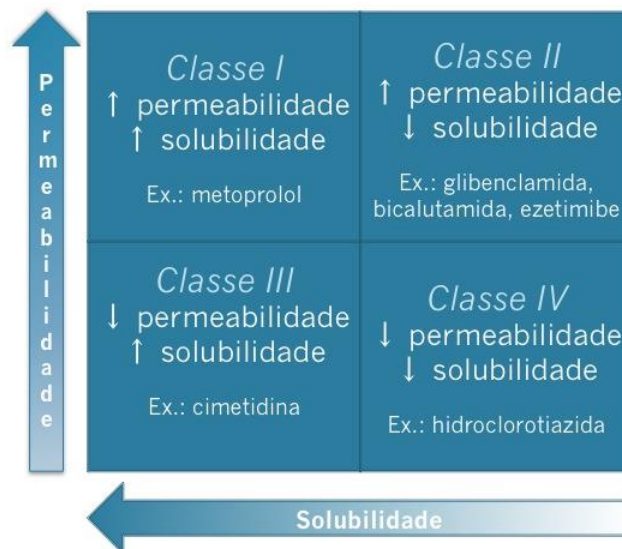 Permeabilidade
Classe I
↑ permeabilidade
↑ solubilidade
Ex.: metoprolol
Classe II
↑ permeabilidade
↓ solubilidade
Ex.: glibenclamida,
bicalutamida, ezetimibe
Classe III
↓ permeabilidade
↑ solubilidade
Ex.: cimetidina
Classe IV
↓ permeabilidade
↓ solubilidade
Ex.: hidroclorotiazida
Solubilidade